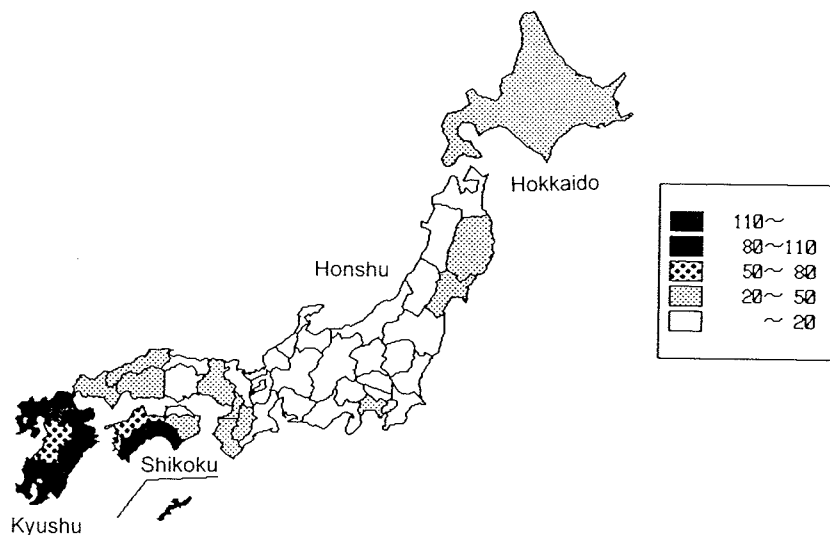 Hokkaido
Honshu
110～
80～110
50～ 80
20～ 50
～ 20
Shikoku
Kyushu